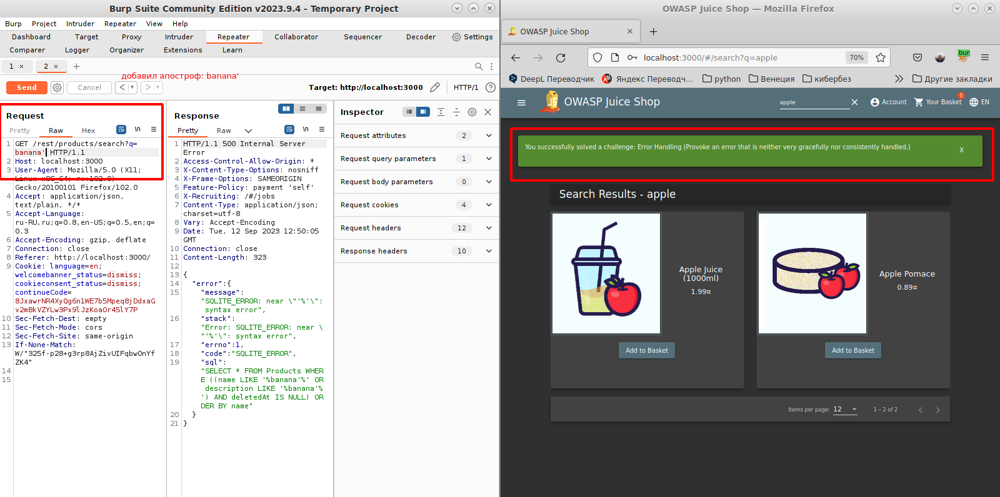 Burp Suite Community Edition v2023.9.4 - Temporary Project
Burp Project Intruder Repeater View Help
Dashboard Target Proxy Intruder Repeater Collaborator Sequencer Decoder Settings
Comparer Logger Organizer Extensions Learn
1 × 2 × +
добавил апостроф: banana'
Send Cancel < > Target: http://localhost:3000 HTTP/1 ?
Request
Pretty Raw Hex \n
1 GET /rest/products/search?q=
banana' HTTP/1.1
2 Host: localhost:3000
3 User-Agent: Mozilla/5.0 (X11;
Linux x86_64; rv:102.0)
Gecko/20100101 Firefox/102.0
4 Accept: application/json,
text/plain, */*
5 Accept-Language:
ru-RU,ru;q=0.8,en-US;q=0.5,en;q=
0.3
6 Accept-Encoding: gzip, deflate
7 Connection: close
8 Referer: http://localhost:3000/
9 Cookie: language=en;
welcomebanner_status=dismiss;
cookieconsent_status=dismiss;
continueCode=
8JxawrNR4XyQg6n1WE7b5Mpeq8jDdxaG
v2mBkVZYLw3Px9lJzKoaOr45lY7P
10 Sec-Fetch-Dest: empty
11 Sec-Fetch-Mode: cors
12 Sec-Fetch-Site: same-origin
13 If-None-Match:
W/"325f-p28+g3rp8AjZivUIFqbwOnYf
ZK4"
14
15
Response
Pretty Raw \n
1 HTTP/1.1 500 Internal Server
Error
2 Access-Control-Allow-Origin: *
3 X-Content-Type-Options: nosniff
4 X-Frame-Options: SAMEORIGIN
5 Feature-Policy: payment 'self'
6 X-Recruiting: /#/jobs
7 Content-Type: application/json;
charset=utf-8
8 Vary: Accept-Encoding
9 Date: Tue, 12 Sep 2023 12:50:05
GMT
10 Connection: close
11 Content-Length: 323
12
13 {
14 "error":{
15 "message":
"SQLITE_ERROR: near \"'%'\":
syntax error",
16 "stack":
"Error: SQLITE_ERROR: near \
"'%'\": syntax error",
17 "errno":1,
18 "code":"SQLITE_ERROR",
19 "sql":
"SELECT * FROM Products WHER
E ((name LIKE '%banana'%' OR
description LIKE '%banana'%
') AND deletedAt IS NULL) OR
DER BY name"
20 }
21 }
Inspector
Request attributes 2
Request query parameters 1
Request body parameters 0
Request cookies 4
Request headers 12
Response headers 10
OWASP Juice Shop — Mozilla Firefox
OWASP Juice Shop × +
localhost:3000/#/search?q=apple 70% bur
DeepL Переводчик Яндекс Переводч… python Венеция кибербез Другие закладки
OWASP Juice Shop apple Account Your Basket 0 EN
You successfully solved a challenge: Error Handling (Provoke an error that is neither very gracefully nor consistently handled.) X
Search Results - apple
Apple Juice
(1000ml)
1.99¤
Add to Basket
Apple Pomace
0.89¤
Add to Basket
Items per page: 12 1 – 2 of 2